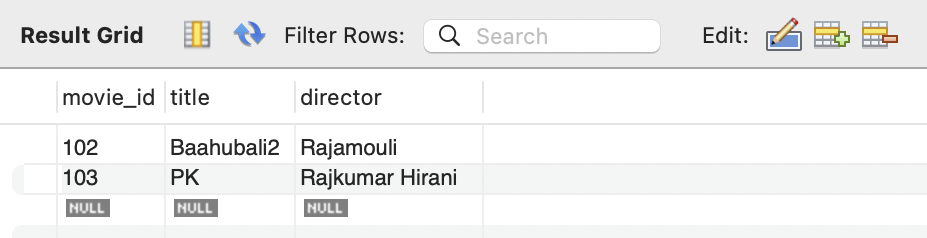 Result Grid Filter Rows: Search Edit:
movie_id title director
102 Baahubali2 Rajamouli
103 PK Rajkumar Hirani
NULL NULL NULL